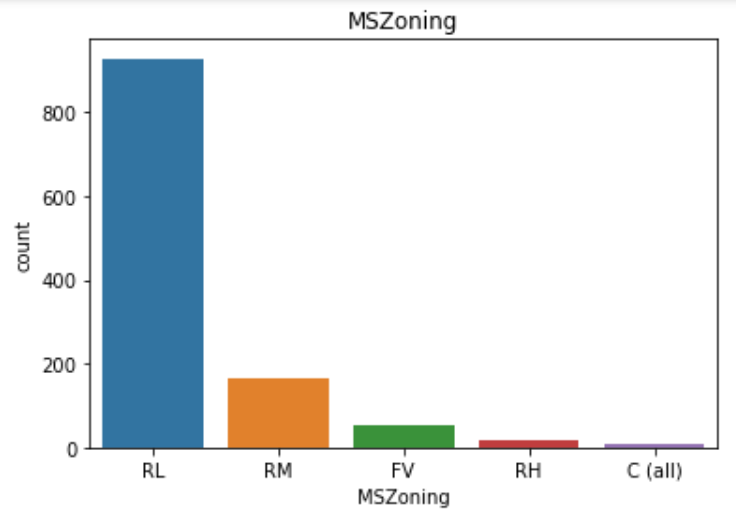 MSZoning
800
600
400
200
0
count
RL RM FV RH C (all)
MSZoning